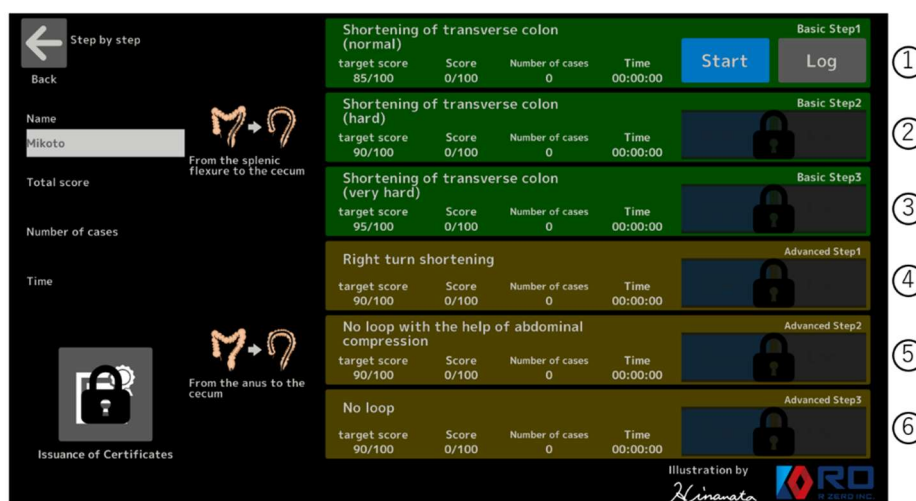 Step by step
Back
Name
Mikoto
Total score
Number of cases
Time
Issuance of Certificates
From the splenic
flexure to the cecum
From the anus to the
cecum
Shortening of transverse colon
(normal)
Basic Step1
target score Score Number of cases Time
85/100 0/100 0 00:00:00
Start Log
①
Shortening of transverse colon
(hard)
Basic Step2
target score Score Number of cases Time
90/100 0/100 0 00:00:00
②
Shortening of transverse colon
(very hard)
Basic Step3
target score Score Number of cases Time
95/100 0/100 0 00:00:00
③
Right turn shortening
Advanced Step1
target score Score Number of cases Time
90/100 0/100 0 00:00:00
④
No loop with the help of abdominal
compression
Advanced Step2
target score Score Number of cases Time
90/100 0/100 0 00:00:00
⑤
No loop
Advanced Step3
target score Score Number of cases Time
90/100 0/100 0 00:00:00
⑥
Illustration by
Hinanata
R ZERO INC.